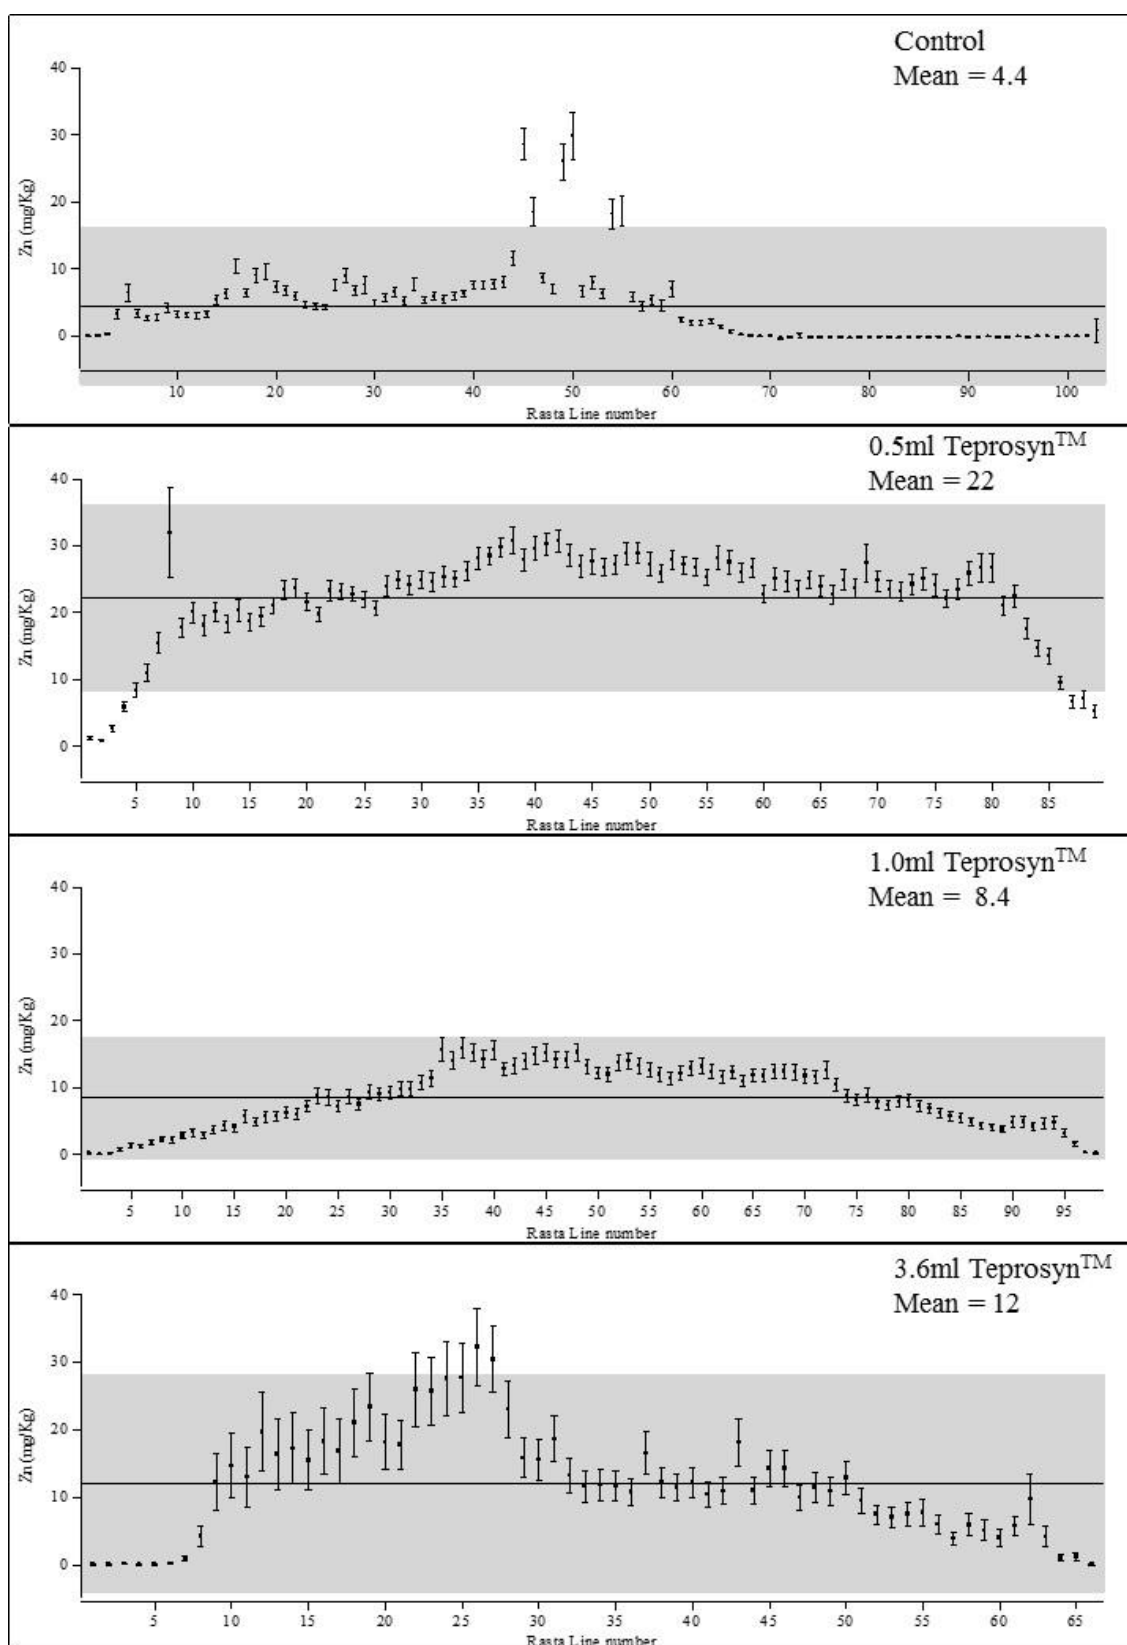 Control
Mean = 4.4
40
30
20
10
0
Zn (mg/Kg)
10 20 30 40 50 60 70 80 90 100
Rasta Line number
0.5ml Teprosyn™
Mean = 22
40
30
20
10
0
Zn (mg/Kg)
5 10 15 20 25 30 35 40 45 50 55 60 65 70 75 80 85
Rasta Line number
1.0ml Teprosyn™
Mean = 8.4
40
30
20
10
0
Zn (mg/Kg)
5 10 15 20 25 30 35 40 45 50 55 60 65 70 75 80 85 90 95
Rasta Line number
3.6ml Teprosyn™
Mean = 12
40
30
20
10
0
Zn (mg/Kg)
5 10 15 20 25 30 35 40 45 50 55 60 65
Rasta Line number